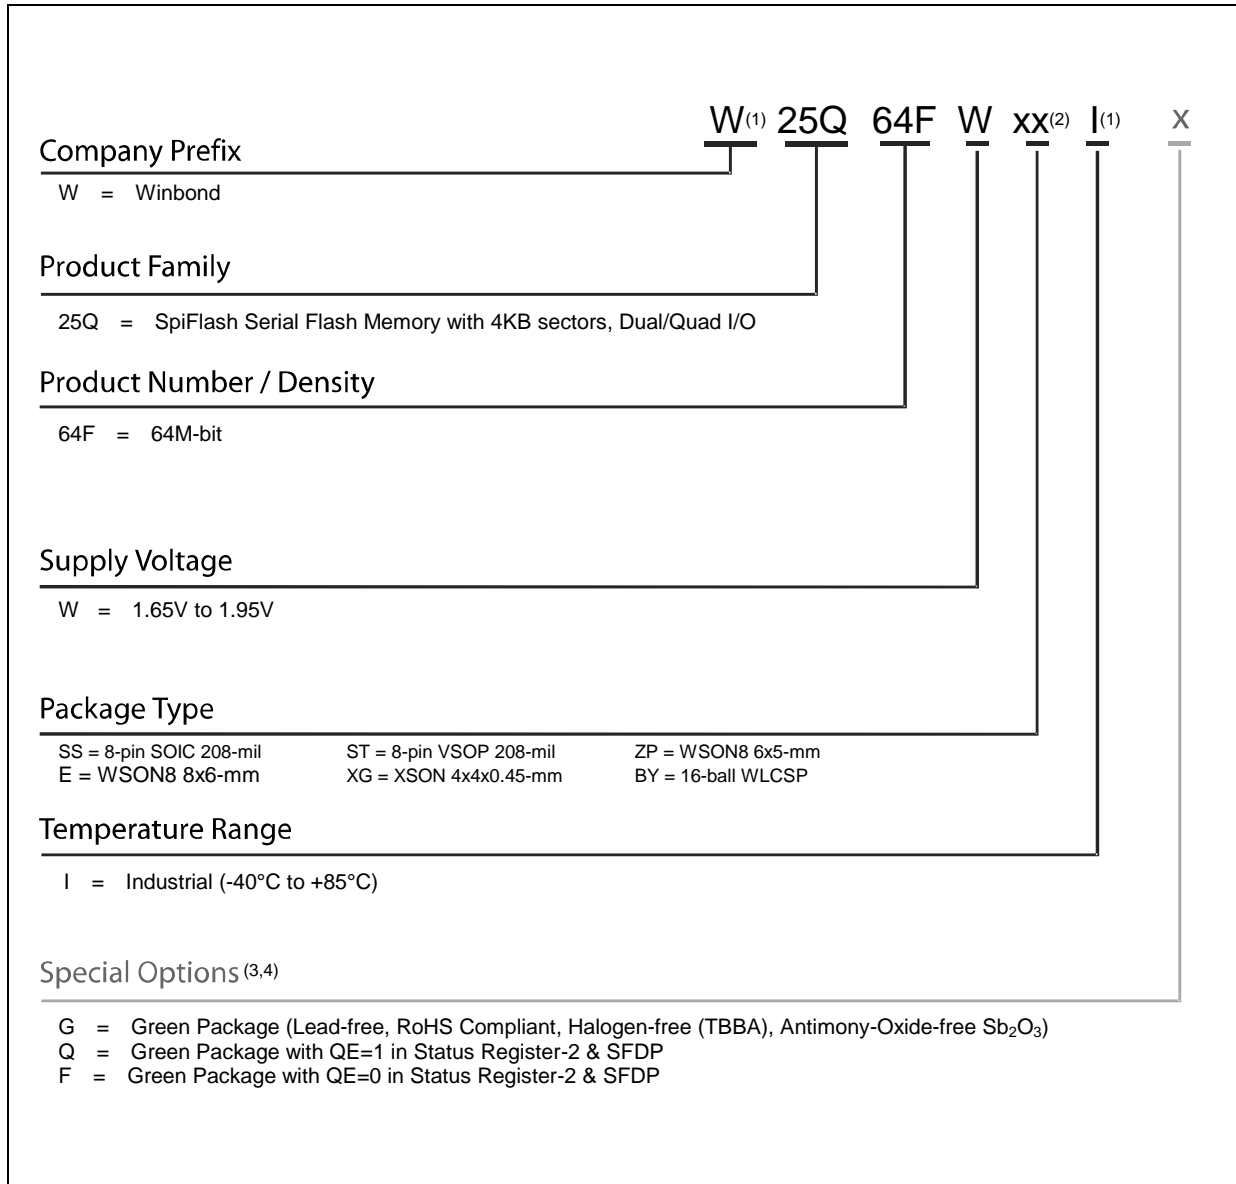 W(1) 25Q 64F W xx(2) I(1) x
Company Prefix
W = Winbond
Product Family
25Q = SpiFlash Serial Flash Memory with 4KB sectors, Dual/Quad I/O
Product Number / Density
64F = 64M-bit
Supply Voltage
W = 1.65V to 1.95V
Package Type
SS = 8-pin SOIC 208-mil ST = 8-pin VSOP 208-mil ZP = WSON8 6x5-mm
E = WSON8 8x6-mm XG = XSON 4x4x0.45-mm BY = 16-ball WLCSP
Temperature Range
I = Industrial (-40°C to +85°C)
Special Options (3,4)
G = Green Package (Lead-free, RoHS Compliant, Halogen-free (TBBA), Antimony-Oxide-free Sb₂O₃)
Q = Green Package with QE=1 in Status Register-2 & SFDP
F = Green Package with QE=0 in Status Register-2 & SFDP